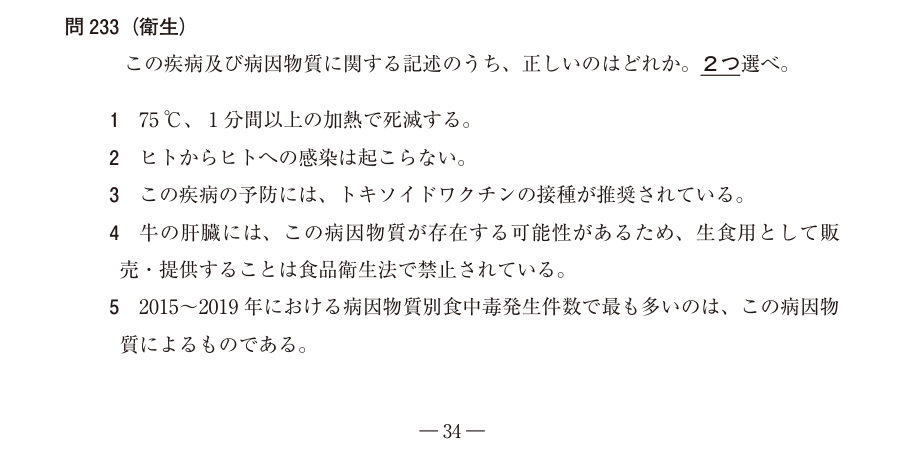 問 233（衛生）
この疾病及び病因物質に関する記述のうち、正しいのはどれか。２つ選べ。
1　75 ℃、１分間以上の加熱で死滅する。
2　ヒトからヒトへの感染は起こらない。
3　この疾病の予防には、トキソイドワクチンの接種が推奨されている。
4　牛の肝臓には、この病因物質が存在する可能性があるため、生食用として販
売・提供することは食品衛生法で禁止されている。
5　2015～2019 年における病因物質別食中毒発生件数で最も多いのは、この病因物
質によるものである。
— 34 —